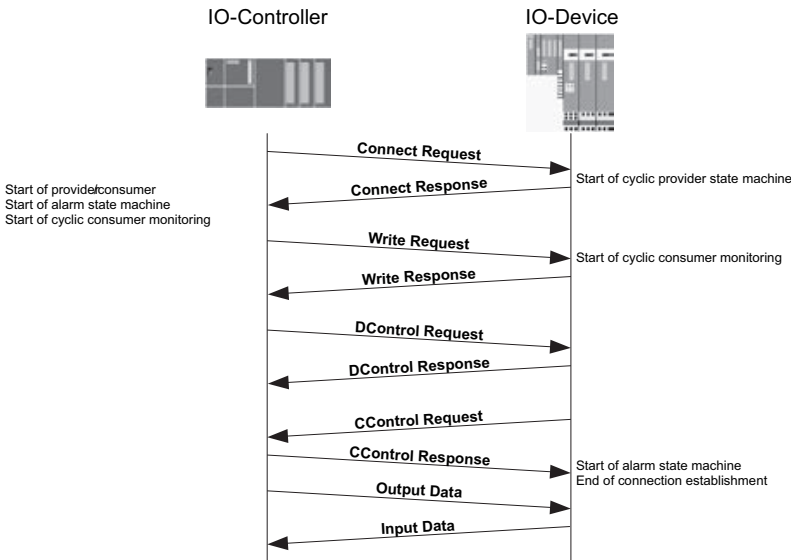 IO-Controller
IO-Device
Connect Request
Start of cyclic provider state machine
Connect Response
Start of provider/consumer
Start of alarm state machine
Start of cyclic consumer monitoring
Write Request
Start of cyclic consumer monitoring
Write Response
DControl Request
DControl Response
CControl Request
CControl Response
Start of alarm state machine
End of connection establishment
Output Data
Input Data